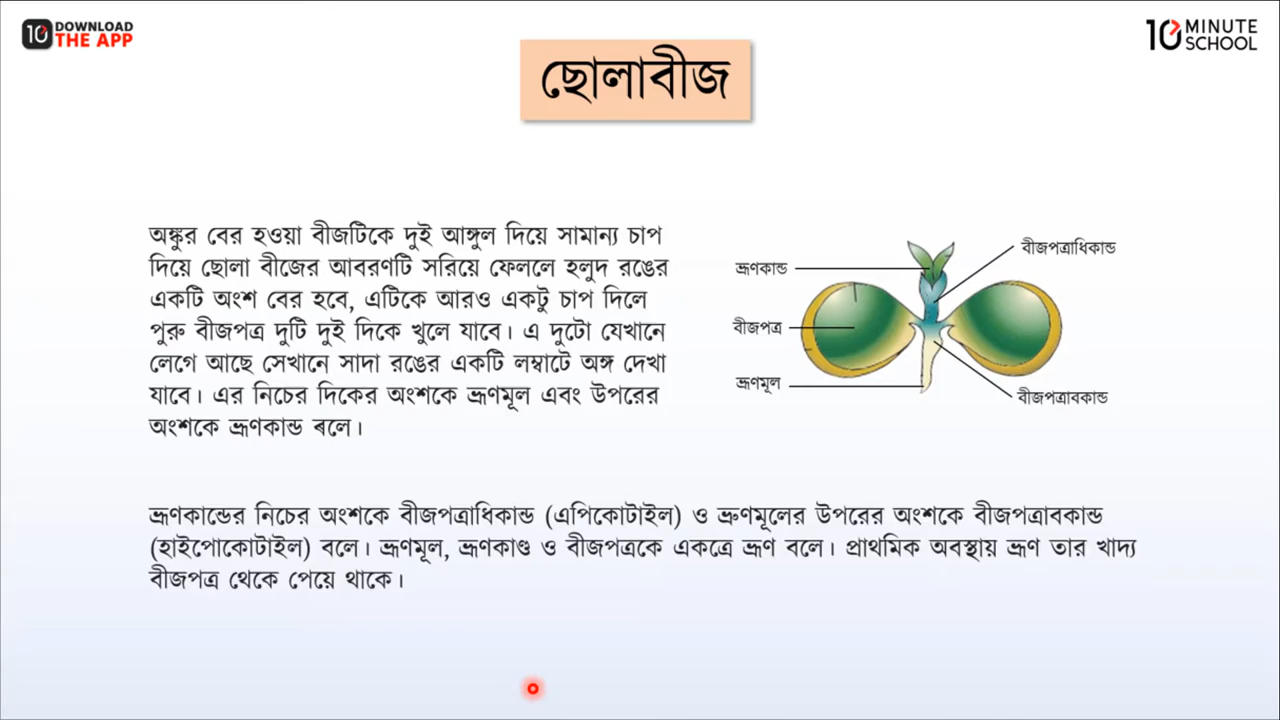 10 DOWNLOAD
THE APP
10 MINUTE
SCHOOL
ছোলাবীজ
অঙ্কুর বের হওয়া বীজটিকে দুই আঙ্গুল দিয়ে সামান্য চাপ
দিয়ে ছোলা বীজের আবরণটি সরিয়ে ফেললে হলুদ রঙের
একটি অংশ বের হবে, এটিকে আরও একটু চাপ দিলে
পুরু বীজপত্র দুটি দুই দিকে খুলে যাবে। এ দুটো যেখানে
লেগে আছে সেখানে সাদা রঙের একটি লম্বাটে অঙ্গ দেখা
যাবে। এর নিচের দিকের অংশকে ভ্রূণমূল এবং উপরের
অংশকে ভ্রূণকান্ড ৰলে।
ভ্রূণকান্ড
বীজপত্র
ভ্রূণমূল
বীজপত্রাধিকান্ড
বীজপত্রাবকান্ড
ভ্রূণকান্ডের নিচের অংশকে বীজপত্রাধিকান্ড (এপিকোটাইল) ও ভ্রুণমূলের উপরের অংশকে বীজপত্রাবকান্ড
(হাইপোকোটাইল) বলে। ভ্রূণমূল, ভ্রূণকাণ্ড ও বীজপত্রকে একত্রে ভ্রূণ বলে। প্রাথমিক অবস্থায় ভ্রূণ তার খাদ্য
বীজপত্র থেকে পেয়ে থাকে।